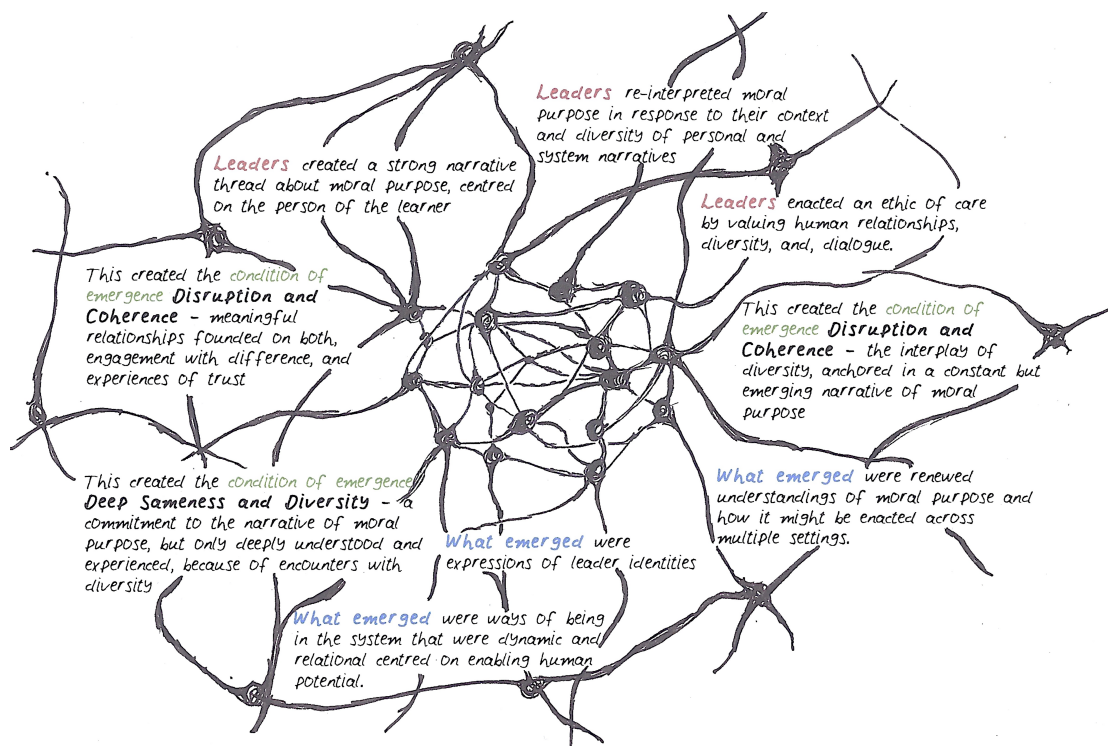 Leaders created a strong narrative
thread about moral purpose, centred
on the person of the learner
Leaders re-interpreted moral
purpose in response to their context
and diversity of personal and
system narratives
Leaders enacted an ethic of care
by valuing human relationships,
diversity, and, dialogue.
This created the condition of
emergence Disruption and
Coherence - meaningful
relationships founded on both,
engagement with difference, and
experiences of trust
This created the condition of
emergence Disruption and
Coherence - the interplay of
diversity, anchored in a constant but
emerging narrative of moral
purpose
This created the condition of emergence
Deep Sameness and Diversity - a
commitment to the narrative of moral
purpose, but only deeply understood and
experienced, because of encounters with
diversity
What emerged were
expressions of leader identities
What emerged were renewed
understandings of moral purpose and
how it might be enacted across
multiple settings.
What emerged were ways of being
in the system that were dynamic and
relational centred on enabling human
potential.